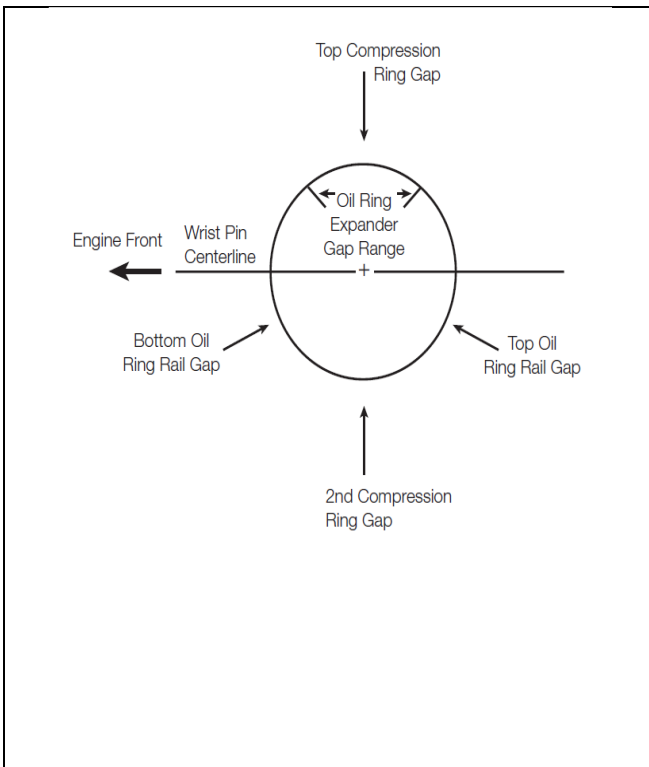 Top Compression
Ring Gap
Oil Ring
Expander
Gap Range
Engine Front
Wrist Pin
Centerline
Bottom Oil
Ring Rail Gap
Top Oil
Ring Rail Gap
2nd Compression
Ring Gap